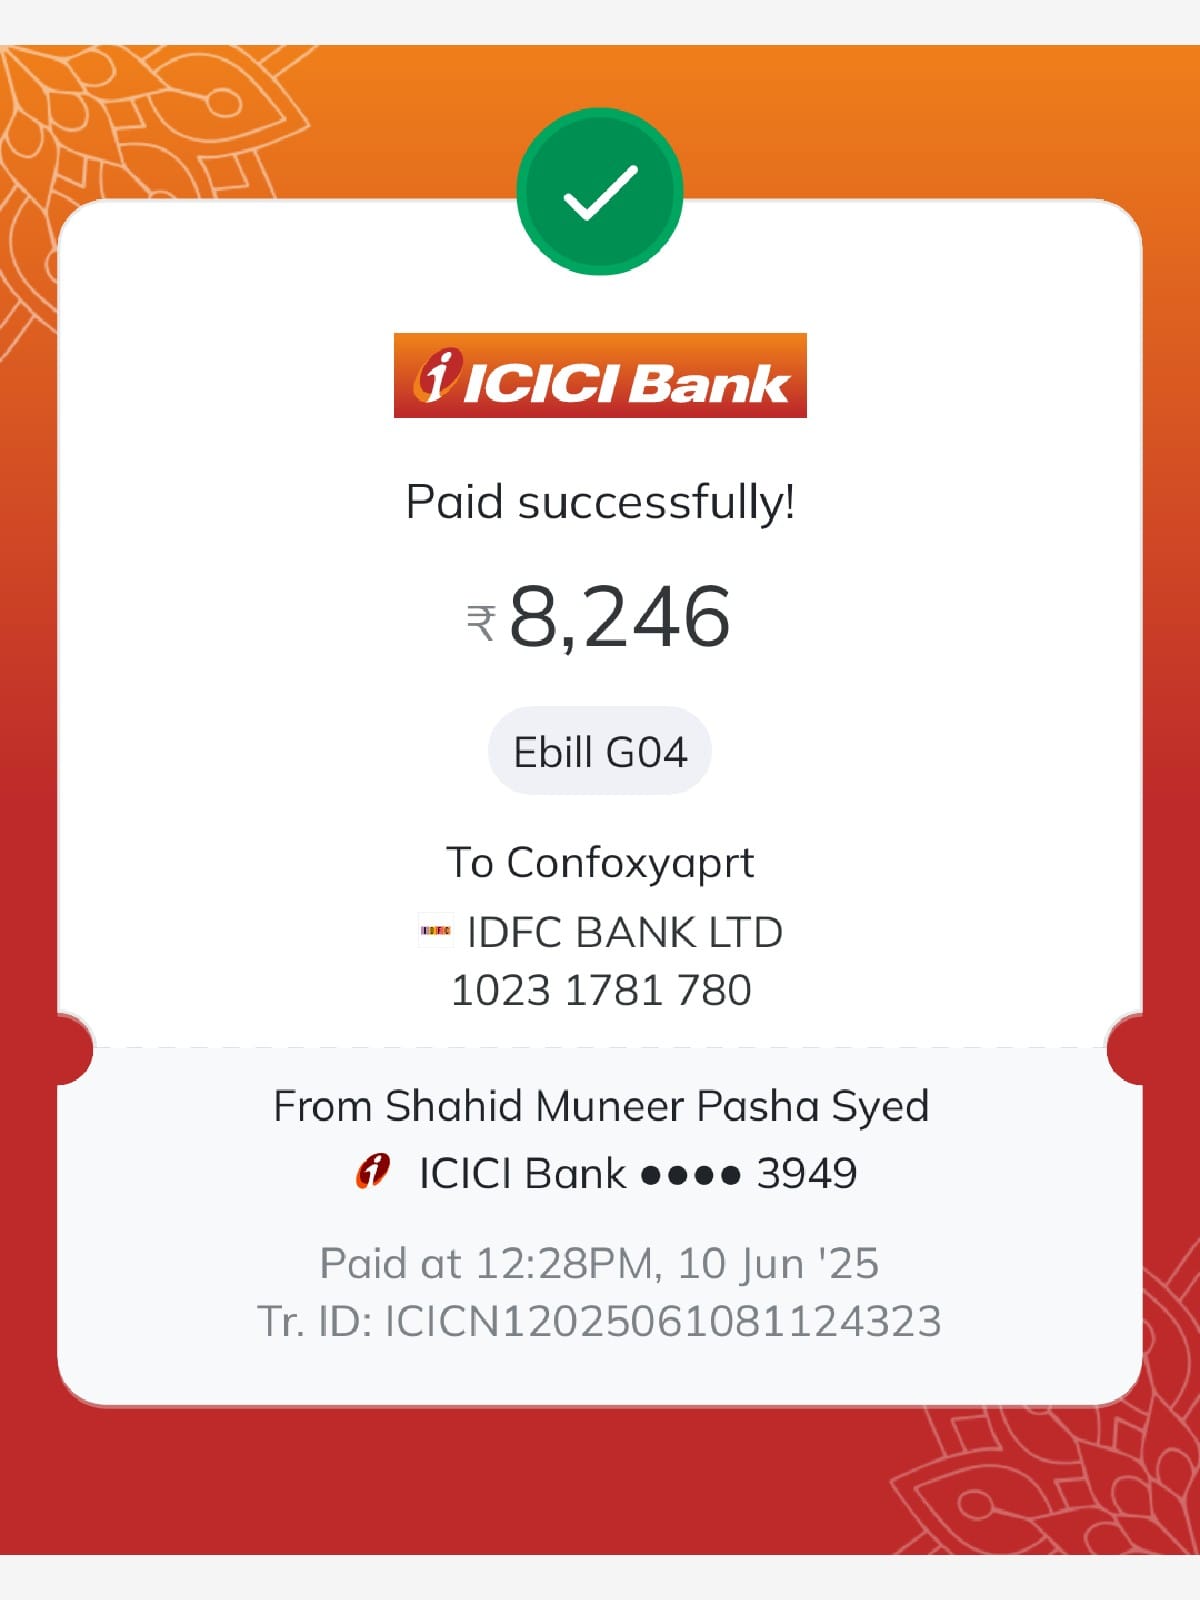 ICICI Bank
Paid successfully!
₹8,246
Ebill G04
To Confoxyaprt
IDFC IDFC BANK LTD
1023 1781 780
From Shahid Muneer Pasha Syed
ICICI Bank ●●●● 3949
Paid at 12:28PM, 10 Jun '25
Tr. ID: ICICN12025061081124323